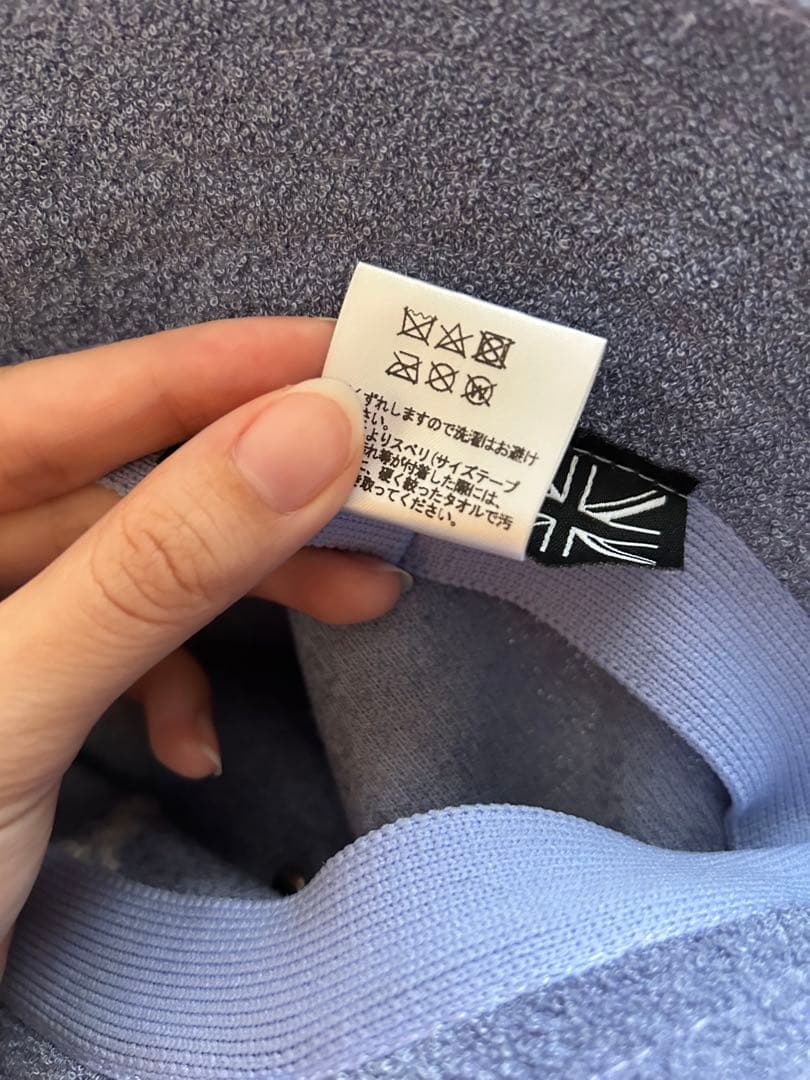 くずれしますので洗濯はお避け
さい。
よりスベリ(サイズテープ
れ等が付着した際には、
、硬く絞ったタオルで汚
取ってください。